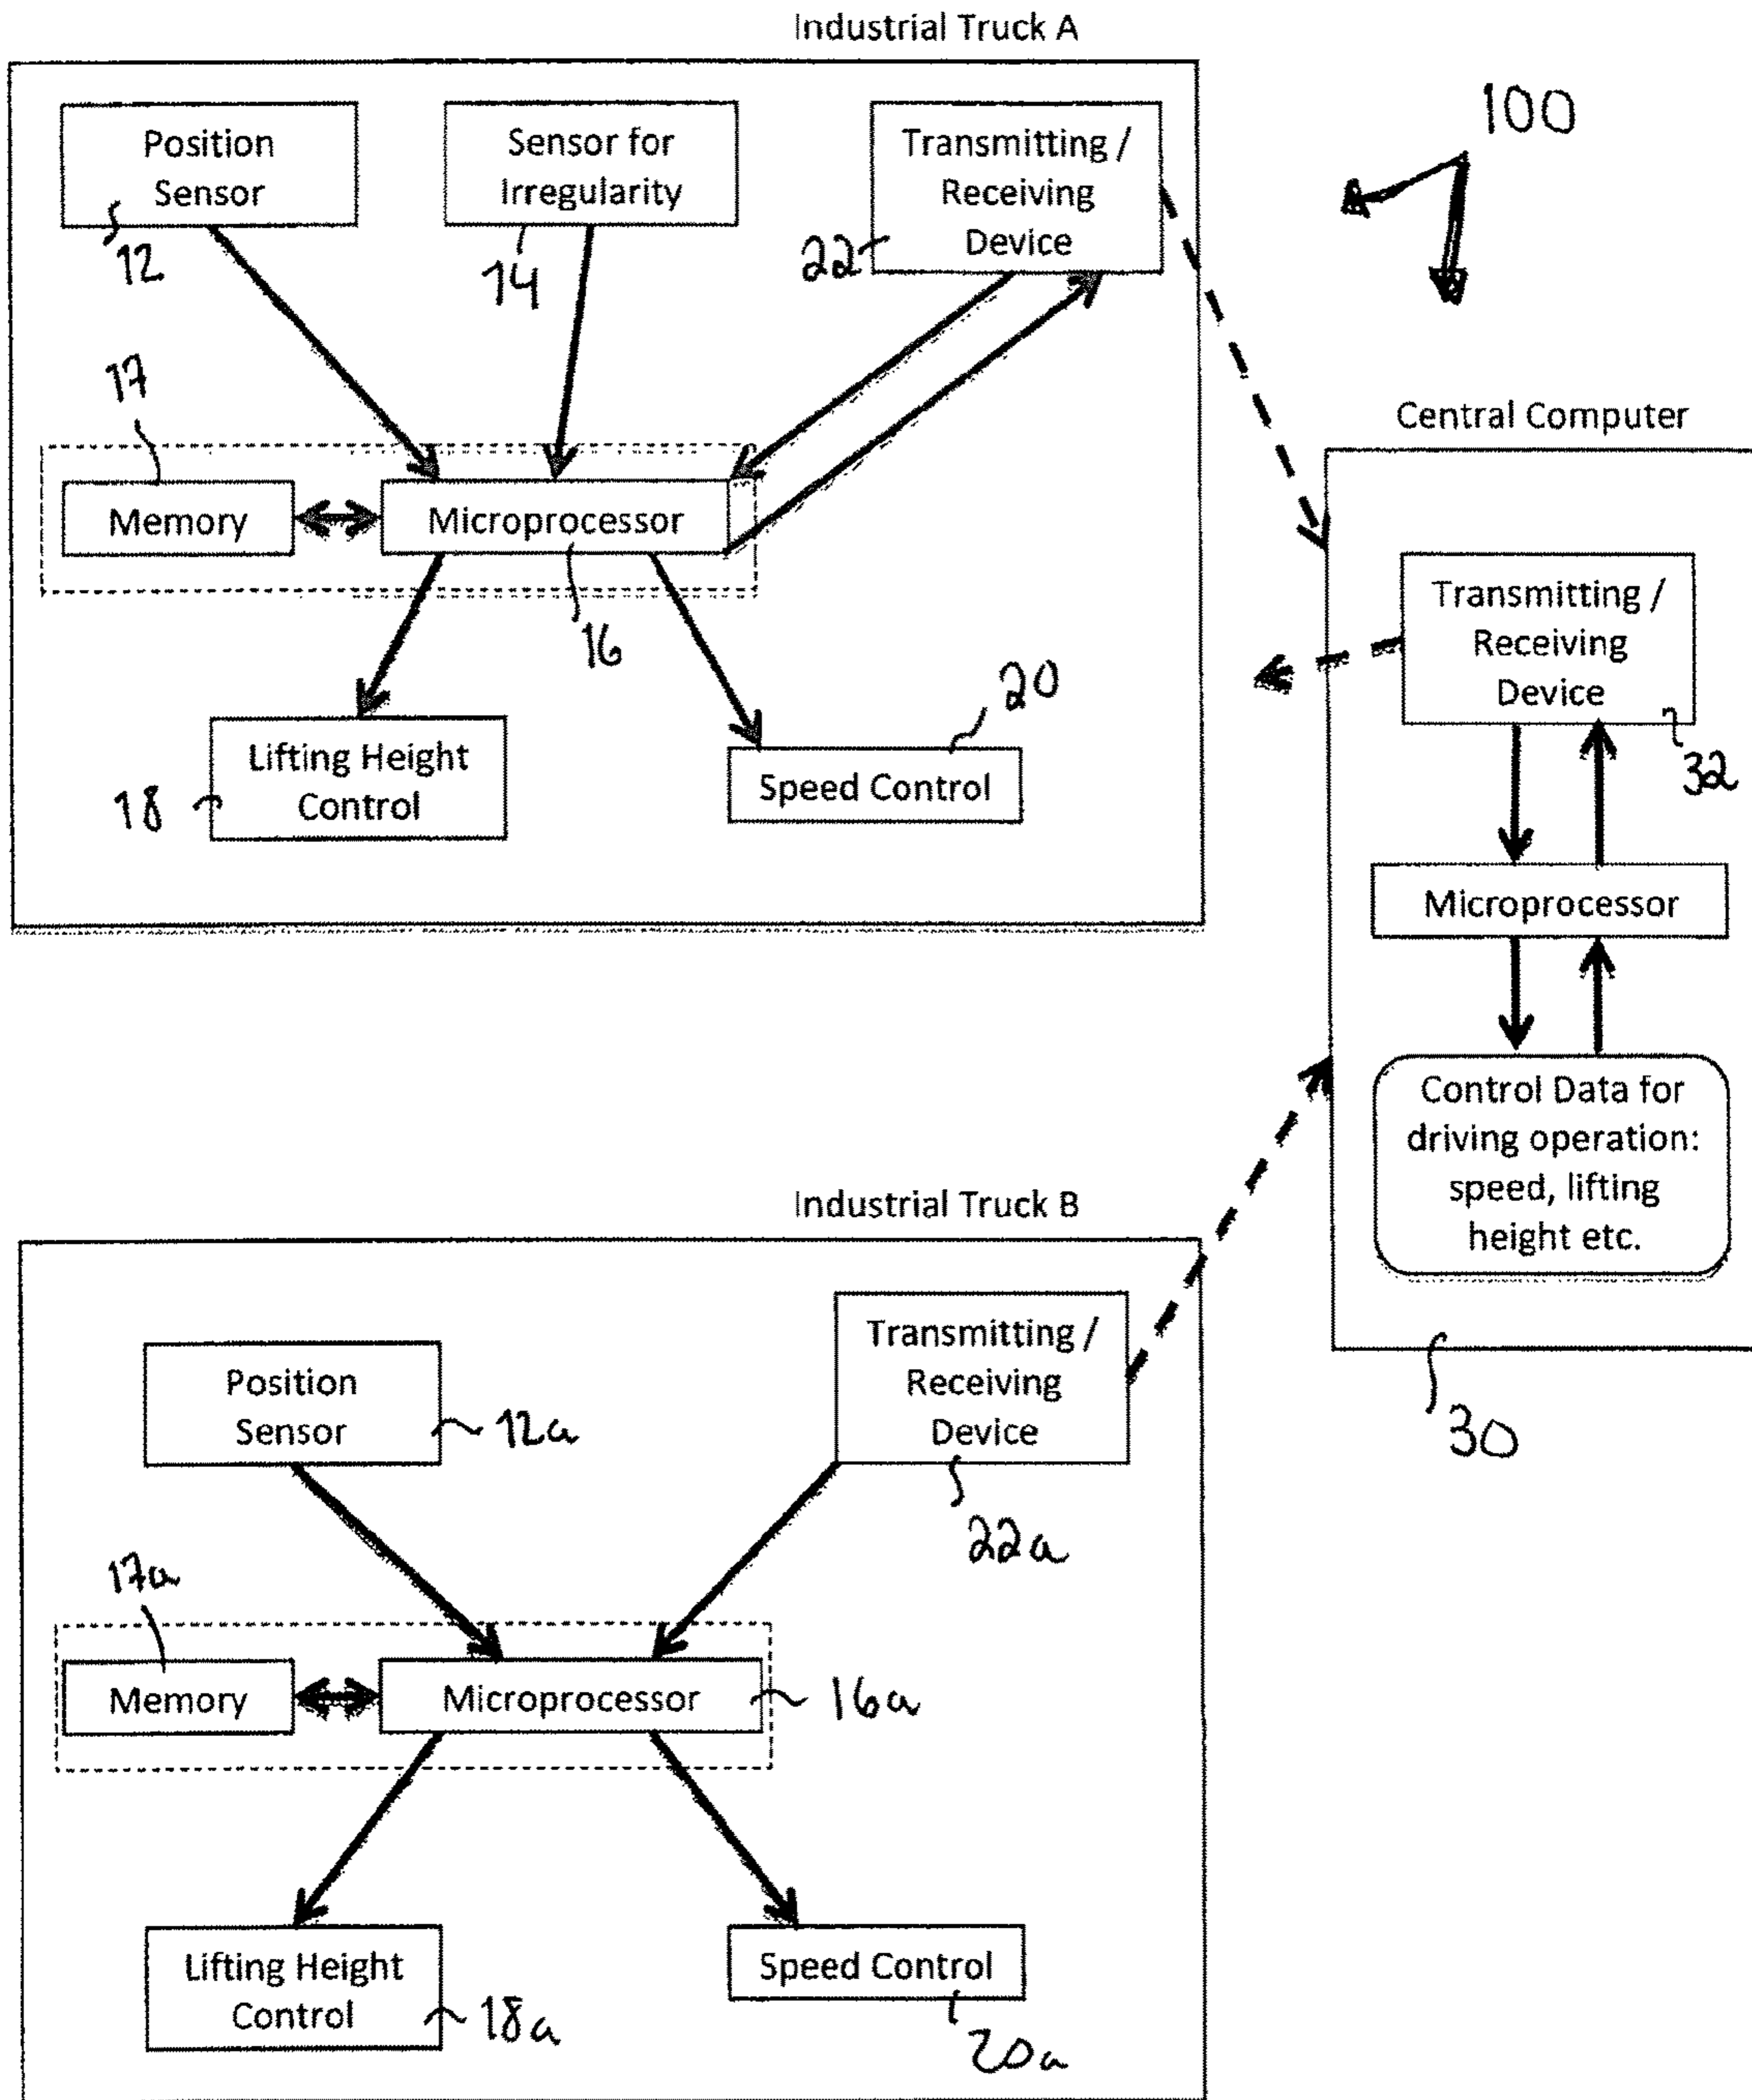 Industrial Truck A
Position
Sensor
12
Sensor for
Irregularity
14
Transmitting /
Receiving
Device
22
100
17
Memory
Microprocessor
16
Lifting Height
Control
18
Speed Control
20
Central Computer
Transmitting /
Receiving
Device
32
Microprocessor
Control Data for
driving operation:
speed, lifting
height etc.
30
Industrial Truck B
Position
Sensor
12a
Transmitting /
Receiving
Device
22a
17a
Memory
Microprocessor
16a
Lifting Height
Control
18a
Speed Control
20a